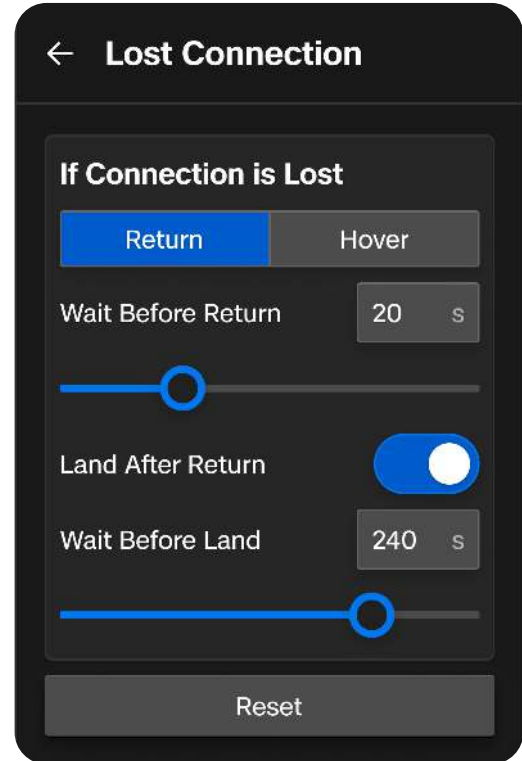 Lost Connection
If Connection is Lost
Return Hover
Wait Before Return 20 s
Land After Return
Wait Before Land 240 s
Reset